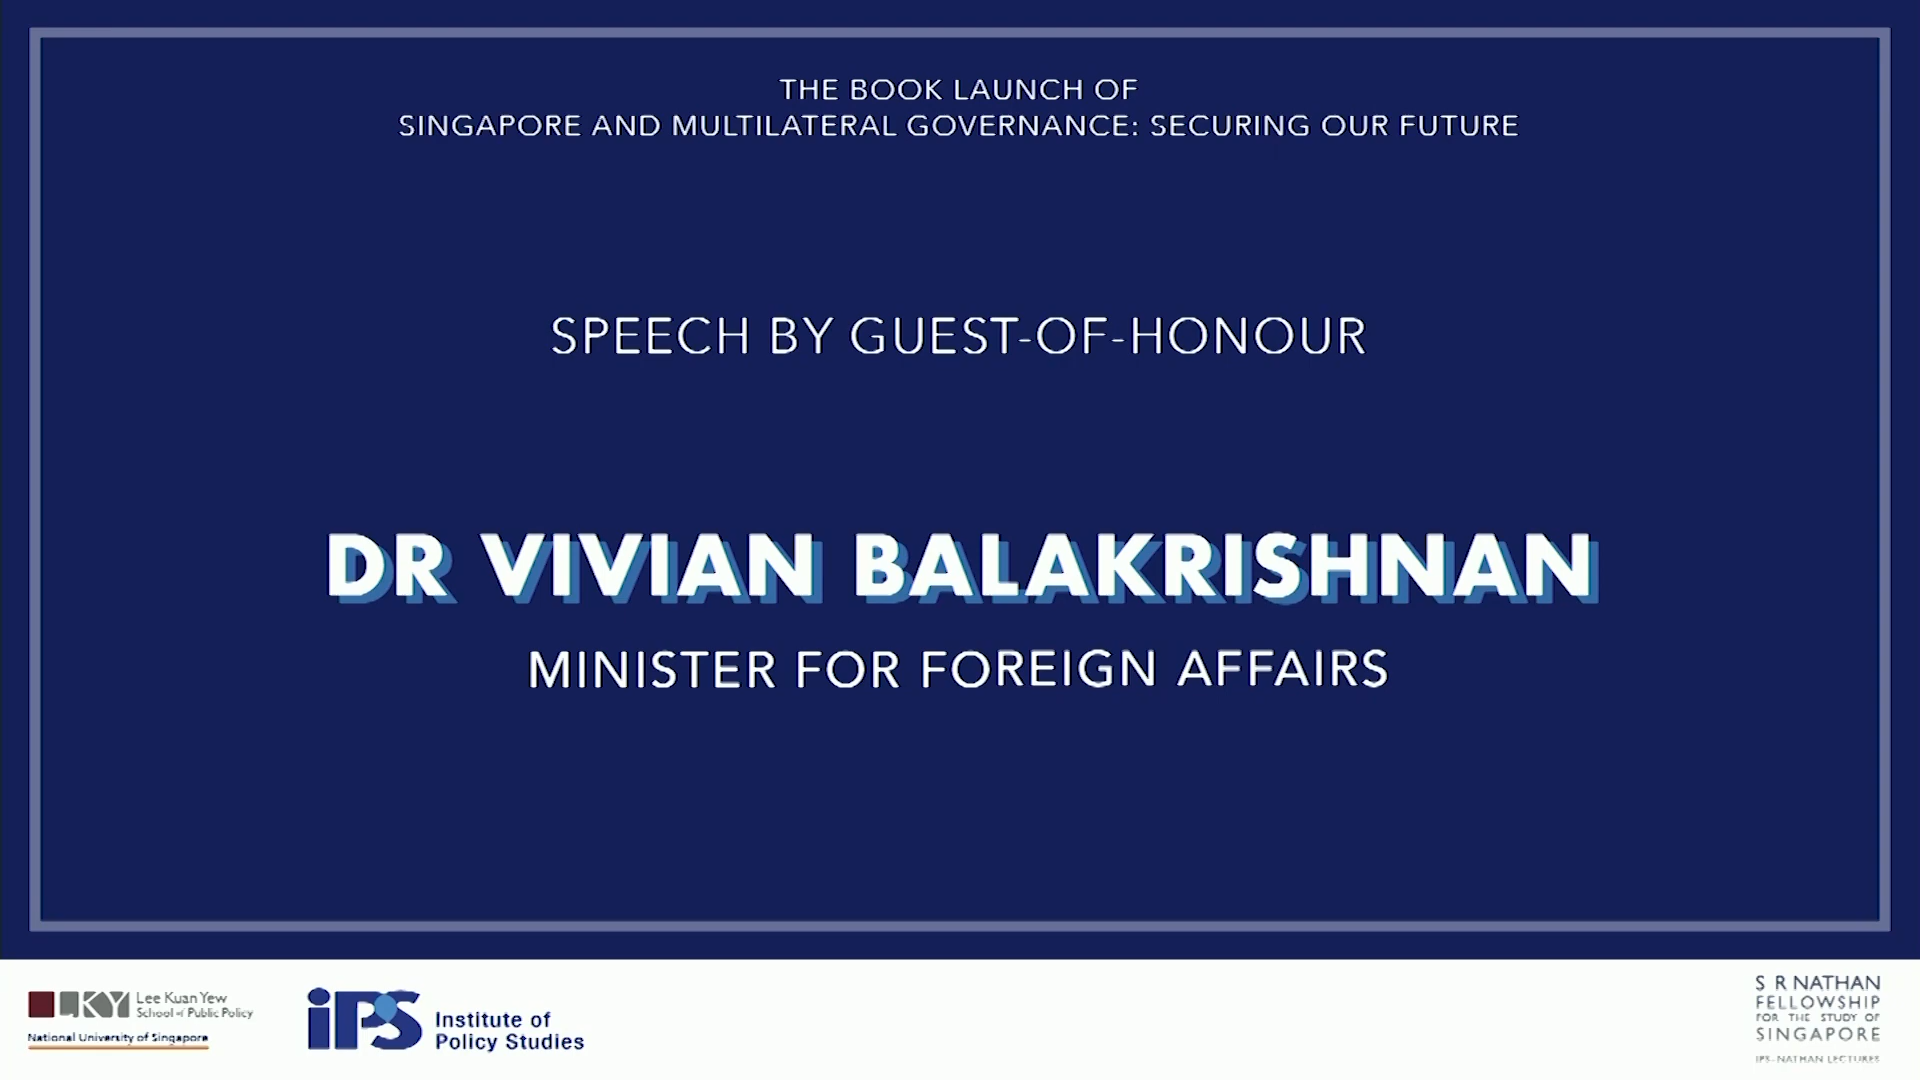 THE BOOK LAUNCH OF
SINGAPORE AND MULTILATERAL GOVERNANCE: SECURING OUR FUTURE
SPEECH BY GUEST-OF-HONOUR
DR VIVIAN BALAKRISHNAN
MINISTER FOR FOREIGN AFFAIRS
LKY
Lee Kuan Yew
School of Public Policy
National University of Singapore
iPS
Institute of
Policy Studies
S R NATHAN
FELLOWSHIP
FOR THE STUDY OF
SINGAPORE
IPS-NATHAN LECTURES